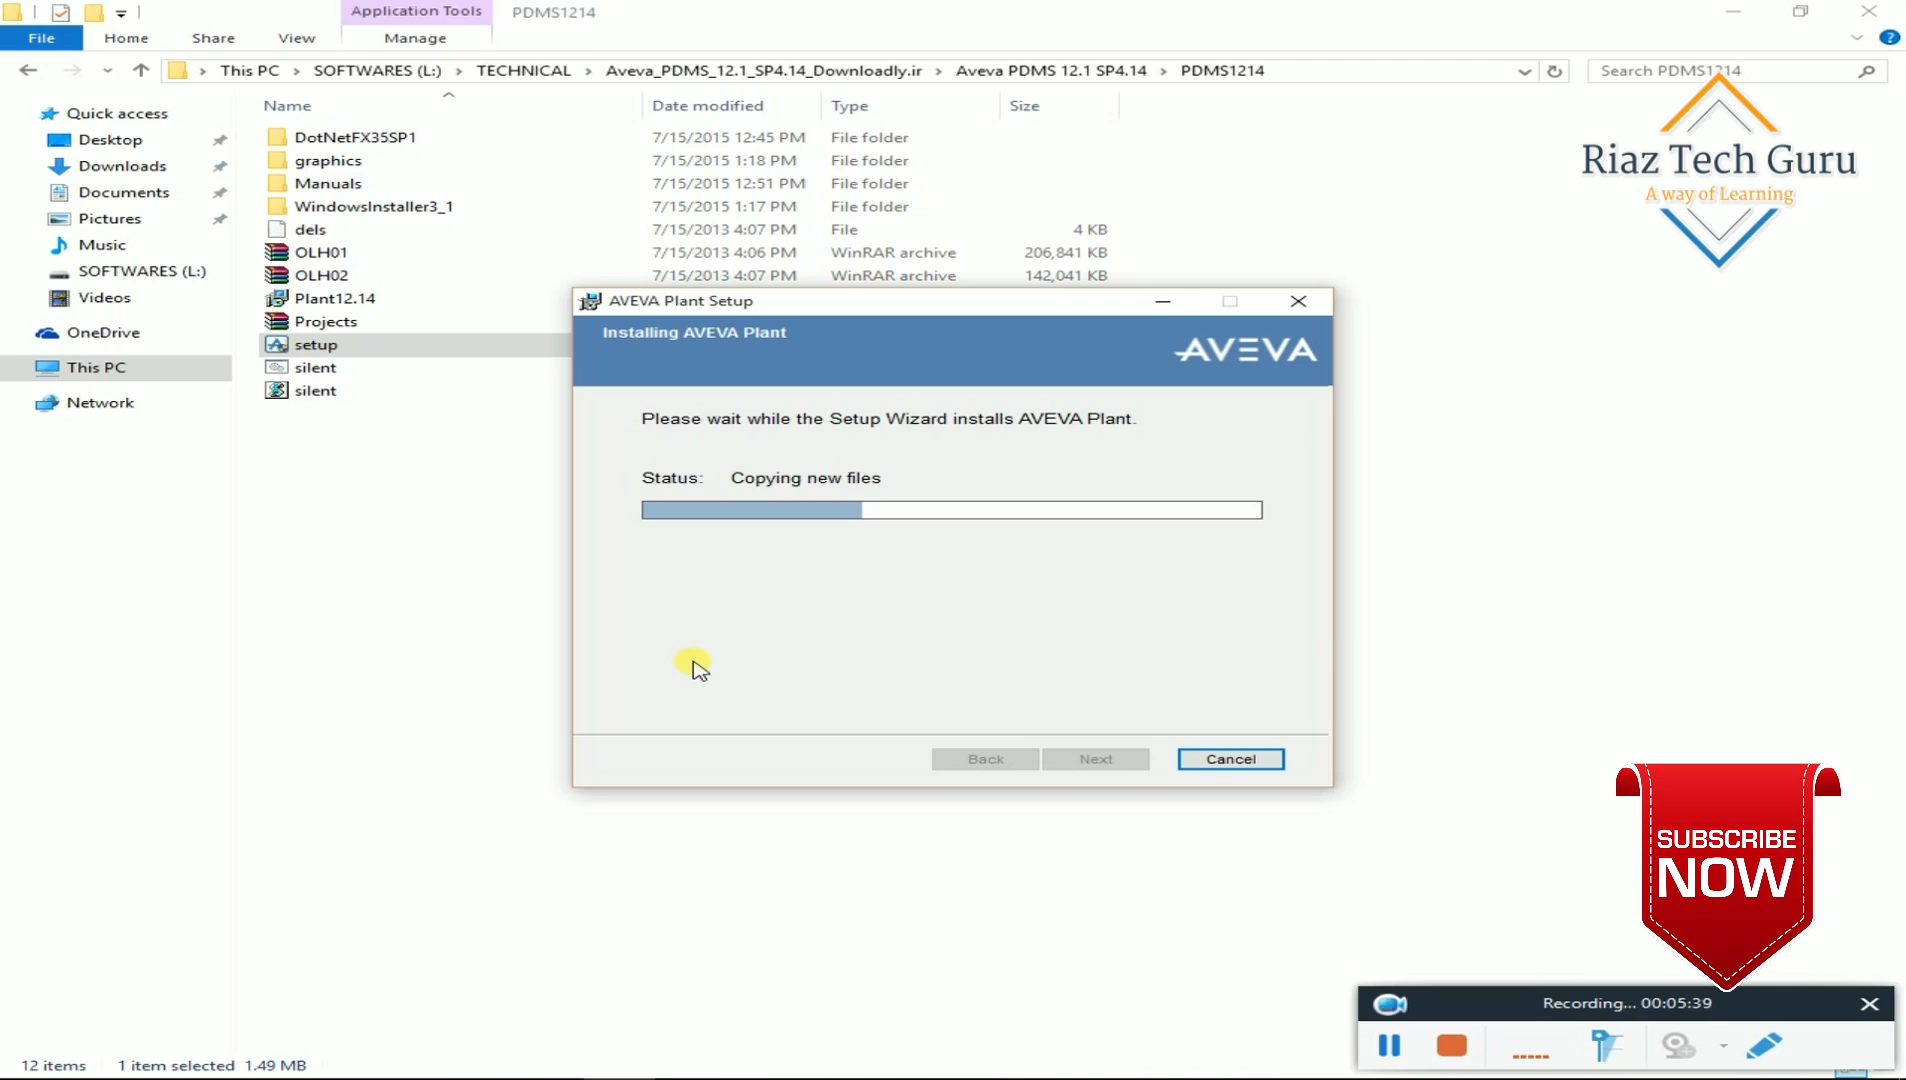 Application Tools
PDMS1214
File
Home
Share
View
Manage
This PC
SOFTWARES (L:)
TECHNICAL
Aveva_PDMS_12.1_SP4.14_Downloadly.ir
Aveva PDMS 12.1 SP4.14
PDMS1214
Search PDMS1214
Name
Date modified
Type
Size
Quick access
Desktop
Downloads
Documents
Pictures
Music
SOFTWARES (L:)
Videos
OneDrive
This PC
Network
DotNetFX35SP1 7/15/2015 12:45 PM File folder
graphics 7/15/2015 1:18 PM File folder
Manuals 7/15/2015 12:51 PM File folder
WindowsInstaller3_1 7/15/2015 1:17 PM File folder
dels 7/15/2013 4:07 PM File 4 KB
OLH01 7/15/2013 4:06 PM WinRAR archive 206,841 KB
OLH02 7/15/2013 4:07 PM WinRAR archive 142,041 KB
Plant12.14
Projects
setup
silent
silent
Riaz Tech Guru
A way of Learning
AVEVA Plant Setup
Installing AVEVA Plant
AVEVA
Please wait while the Setup Wizard installs AVEVA Plant.
Status: Copying new files
Back
Next
Cancel
SUBSCRIBE
NOW
Recording... 00:05:39
12 items
1 item selected 1.49 MB